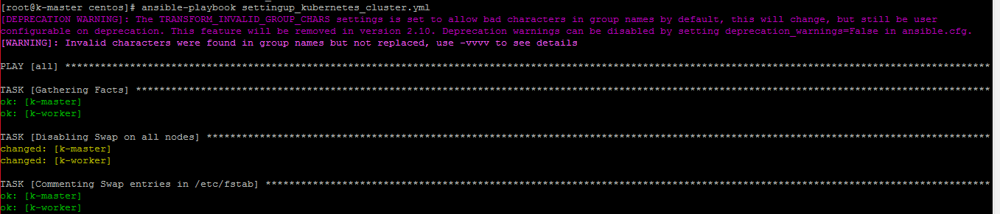 [root@k-master centos]# ansible-playbook settingup_kubernetes_cluster.yml
[DEPRECATION WARNING]: The TRANSFORM_INVALID_GROUP_CHARS settings is set to allow bad characters in group names by default, this will change, but still be user
configurable on deprecation. This feature will be removed in version 2.10. Deprecation warnings can be disabled by setting deprecation_warnings=False in ansible.cfg.
[WARNING]: Invalid characters were found in group names but not replaced, use -vvvv to see details
PLAY [all] *************************************************************************************************************************************************************
TASK [Gathering Facts] *************************************************************************************************************************************************
ok: [k-master]
ok: [k-worker]
TASK [Disabling Swap on all nodes] *************************************************************************************************************************************
changed: [k-master]
changed: [k-worker]
TASK [Commenting Swap entries in /etc/fstab] ***************************************************************************************************************************
ok: [k-master]
ok: [k-worker]